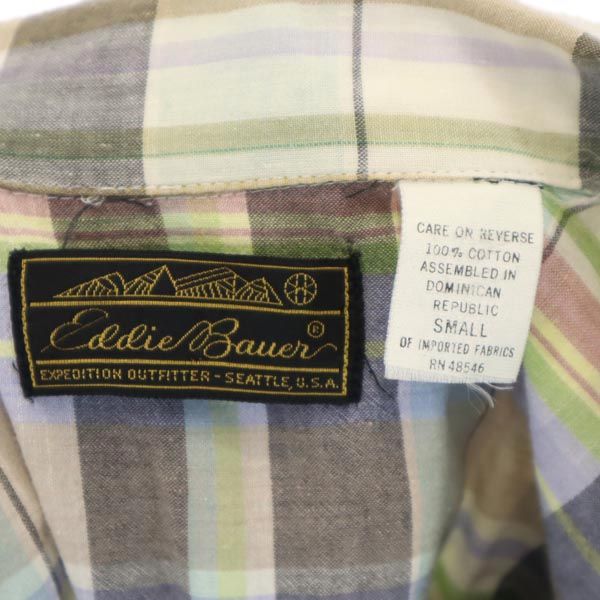 Eddie Bauer®
EXPEDITION OUTFITTER - SEATTLE, U.S.A.
CARE ON REVERSE
100% COTTON
ASSEMBLED IN
DOMINICAN
REPUBLIC
SMALL
OF IMPORTED FABRICS
RN 48546